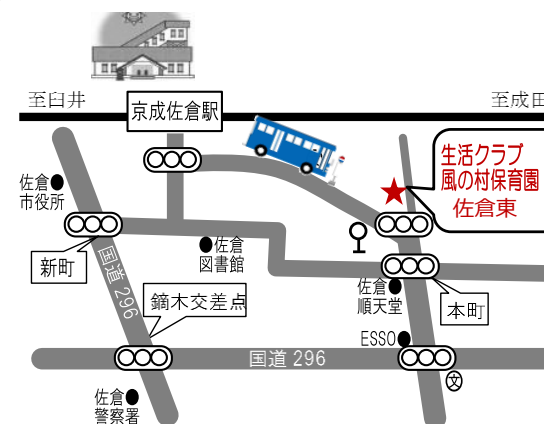 至臼井
至成田
京成佐倉駅
生活クラブ
風の村保育園
佐倉東
佐倉
市役所
佐倉
図書館
新町
国道296
鏑木交差点
佐倉
順天堂
本町
ESSO
国道296
文
佐倉
警察署